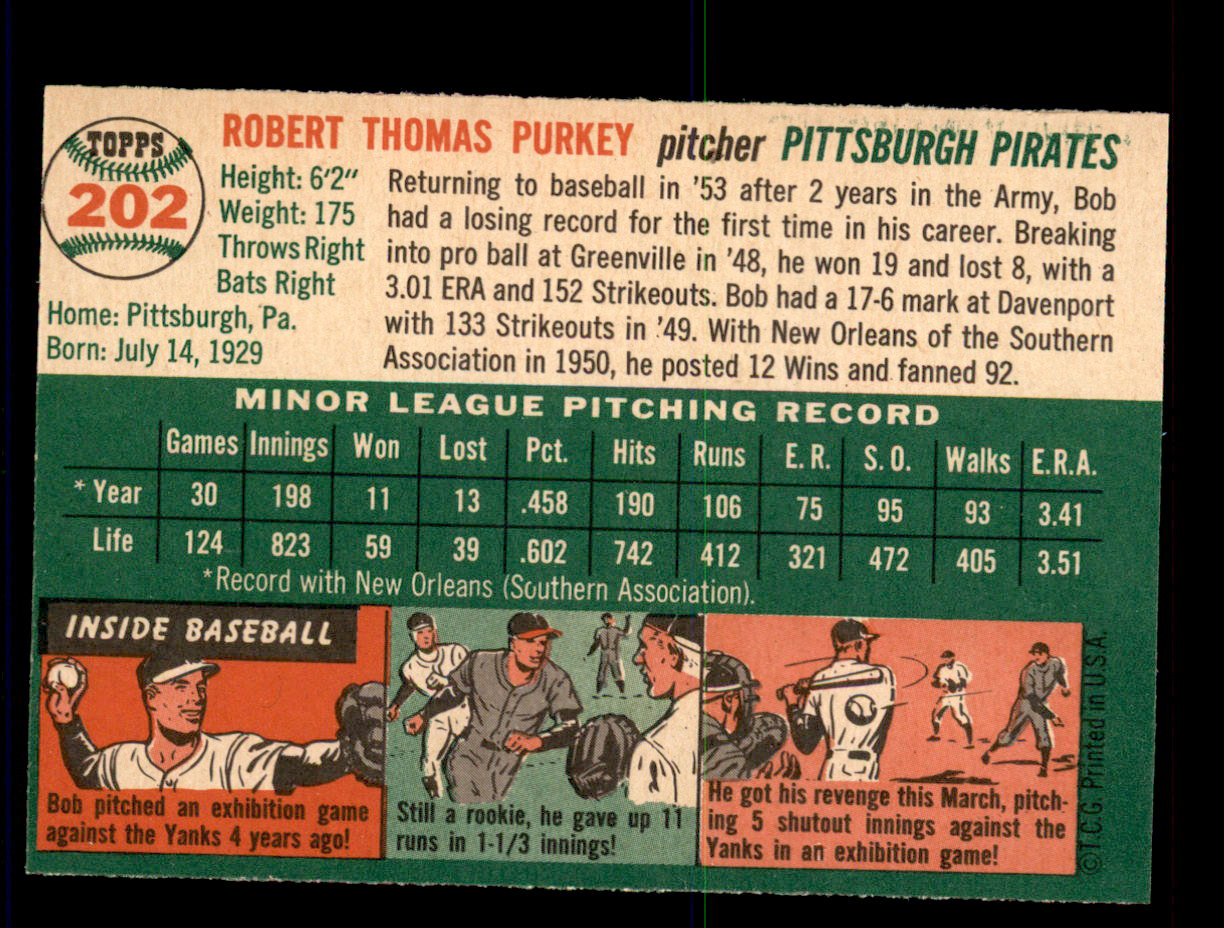 TOPPS
202
ROBERT THOMAS PURKEY pitcher PITTSBURGH PIRATES
Height: 6'2"
Weight: 175
Throws Right
Bats Right
Home: Pittsburgh, Pa.
Born: July 14, 1929
Returning to baseball in '53 after 2 years in the Army, Bob
had a losing record for the first time in his career. Breaking
into pro ball at Greenville in '48, he won 19 and lost 8, with a
3.01 ERA and 152 Strikeouts. Bob had a 17-6 mark at Davenport
with 133 Strikeouts in '49. With New Orleans of the Southern
Association in 1950, he posted 12 Wins and fanned 92.
MINOR LEAGUE PITCHING RECORD
Games Innings Won Lost Pct. Hits Runs E. R. S. O. Walks E.R.A.
* Year 30 198 11 13 .458 190 106 75 95 93 3.41
Life 124 823 59 39 .602 742 412 321 472 405 3.51
*Record with New Orleans (Southern Association).
INSIDE BASEBALL
Bob pitched an exhibition game
against the Yanks 4 years ago!
Still a rookie, he gave up 11
runs in 1-1/3 innings!
He got his revenge this March, pitch-
ing 5 shutout innings against the
Yanks in an exhibition game!
© T.C.G. Printed in U.S.A.